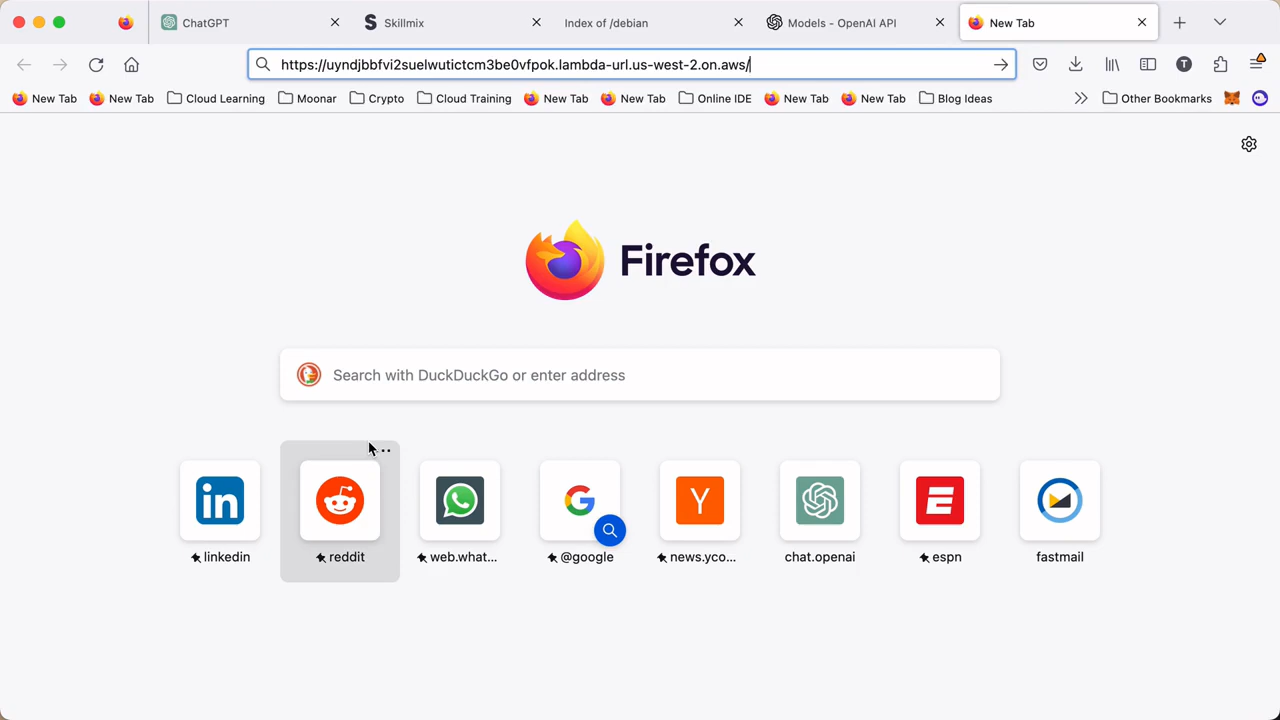 ChatGPT Skillmix Index of /debian Models - OpenAI API New Tab
https://uyndjbbfvi2suelwutictcm3be0vfpok.lambda-url.us-west-2.on.aws/ T
New Tab New Tab Cloud Learning Moonar Crypto Cloud Training New Tab New Tab Online IDE New Tab New Tab Blog Ideas Other Bookmarks
Firefox
Search with DuckDuckGo or enter address
linkedin reddit web.what... @google news.yco... chat.openai espn fastmail